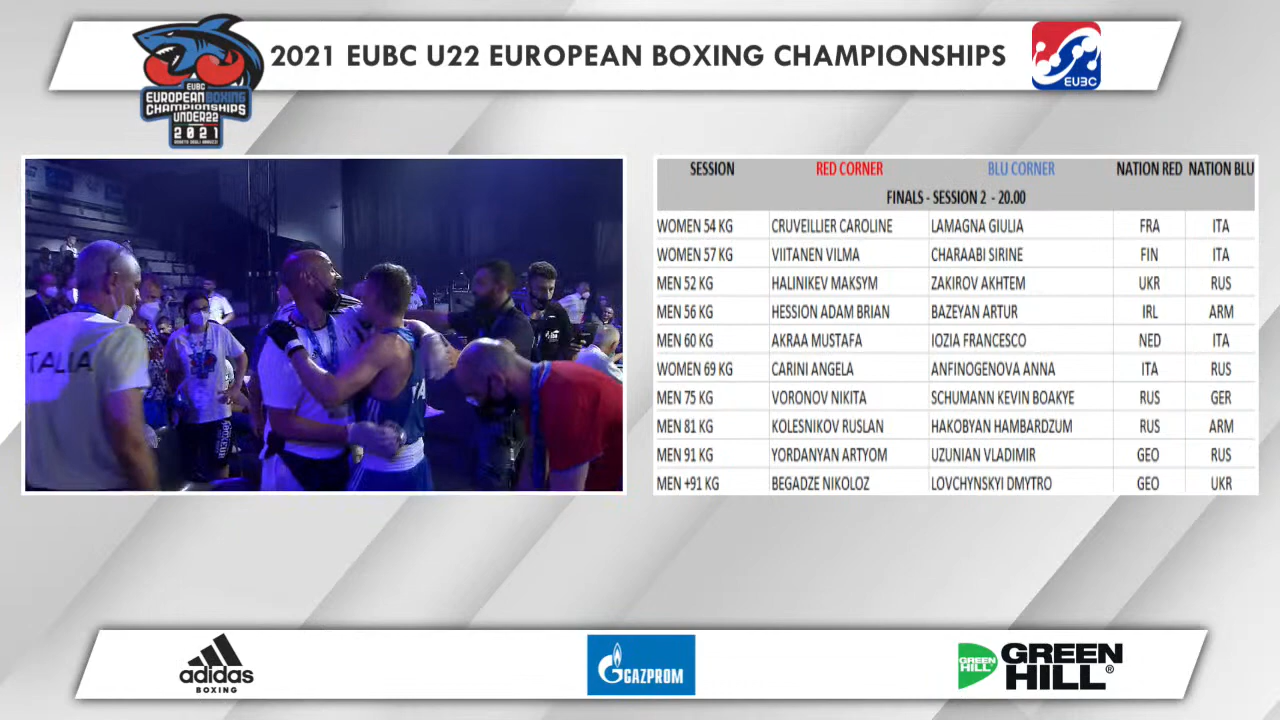 2021 EUBC U22 EUROPEAN BOXING CHAMPIONSHIPS
EUBC
EUROPEAN BOXING
CHAMPIONSHIPS
UNDER22
2021
EUBC
ITALIA
SESSION RED CORNER BLU CORNER NATION RED NATION BLU
FINALS - SESSION 2 - 20.00
WOMEN 54 KG CRUVEILLIER CAROLINE LAMAGNA GIULIA FRA ITA
WOMEN 57 KG VIITANEN VILMA CHARAABI SIRINE FIN ITA
MEN 52 KG HALINIKEV MAKSYM ZAKIROV AKHTEM UKR RUS
MEN 56 KG HESSION ADAM BRIAN BAZEYAN ARTUR IRL ARM
MEN 60 KG AKRAA MUSTAFA IOZIA FRANCESCO NED ITA
WOMEN 69 KG CARINI ANGELA ANFINOGENOVA ANNA ITA RUS
MEN 75 KG VORONOV NIKITA SCHUMANN KEVIN BOAKYE RUS GER
MEN 81 KG KOLESNIKOV RUSLAN HAKOBYAN HAMBARDZUM RUS ARM
MEN 91 KG YORDANYAN ARTYOM UZUNIAN VLADIMIR GEO RUS
MEN +91 KG BEGADZE NIKOLOZ LOVCHYNSKYI DMYTRO GEO UKR
adidas
BOXING
GAZPROM
GREEN
HILL
GREEN
HILL®